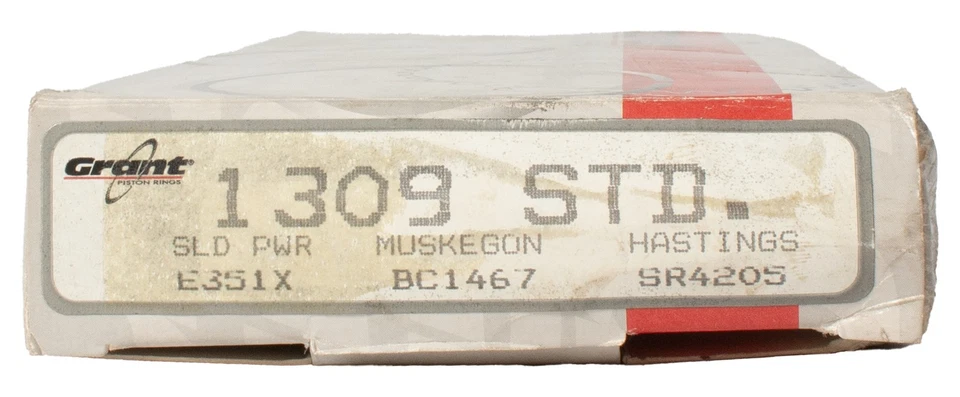 Grant
PISTON RINGS
1309 STD.
SLD PWR MUSKEGON HASTINGS
E351X BC1467 SR4205